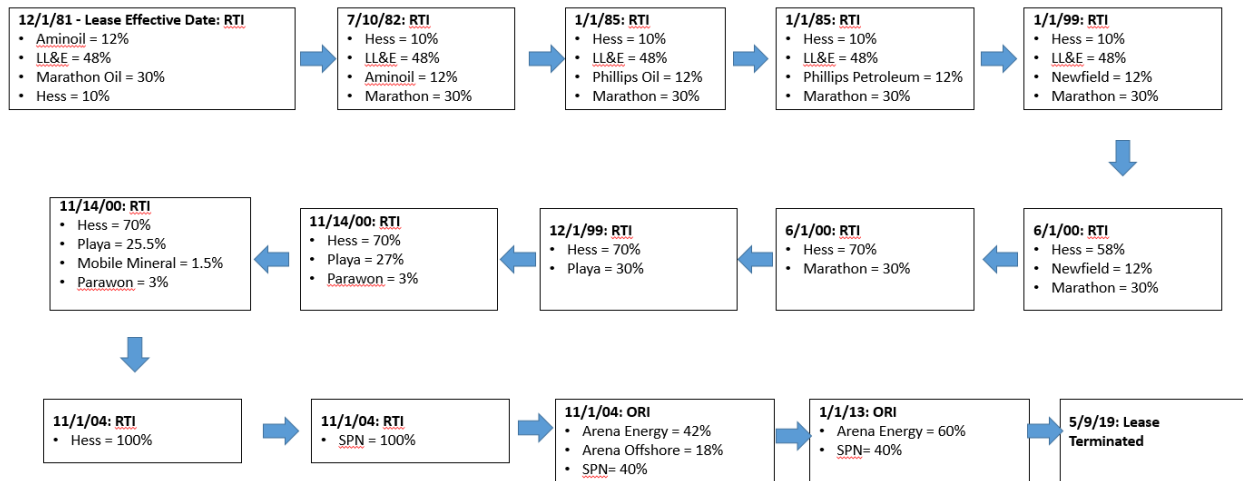 12/1/81 - Lease Effective Date: RTI
• Aminoil = 12%
• LL&E = 48%
• Marathon Oil = 30%
• Hess = 10%
7/10/82: RTI
• Hess = 10%
• LL&E = 48%
• Aminoil = 12%
• Marathon = 30%
1/1/85: RTI
• Hess = 10%
• LL&E = 48%
• Phillips Oil = 12%
• Marathon = 30%
1/1/85: RTI
• Hess = 10%
• LL&E = 48%
• Phillips Petroleum = 12%
• Marathon = 30%
1/1/99: RTI
• Hess = 10%
• LL&E = 48%
• Newfield = 12%
• Marathon = 30%
6/1/00: RTI
• Hess = 58%
• Newfield = 12%
• Marathon = 30%
6/1/00: RTI
• Hess = 70%
• Marathon = 30%
12/1/99: RTI
• Hess = 70%
• Playa = 30%
11/14/00: RTI
• Hess = 70%
• Playa = 27%
• Parawon = 3%
11/14/00: RTI
• Hess = 70%
• Playa = 25.5%
• Mobile Mineral = 1.5%
• Parawon = 3%
11/1/04: RTI
• Hess = 100%
11/1/04: RTI
• SPN = 100%
11/1/04: ORI
• Arena Energy = 42%
• Arena Offshore = 18%
• SPN= 40%
1/1/13: ORI
• Arena Energy = 60%
• SPN= 40%
5/9/19: Lease
Terminated